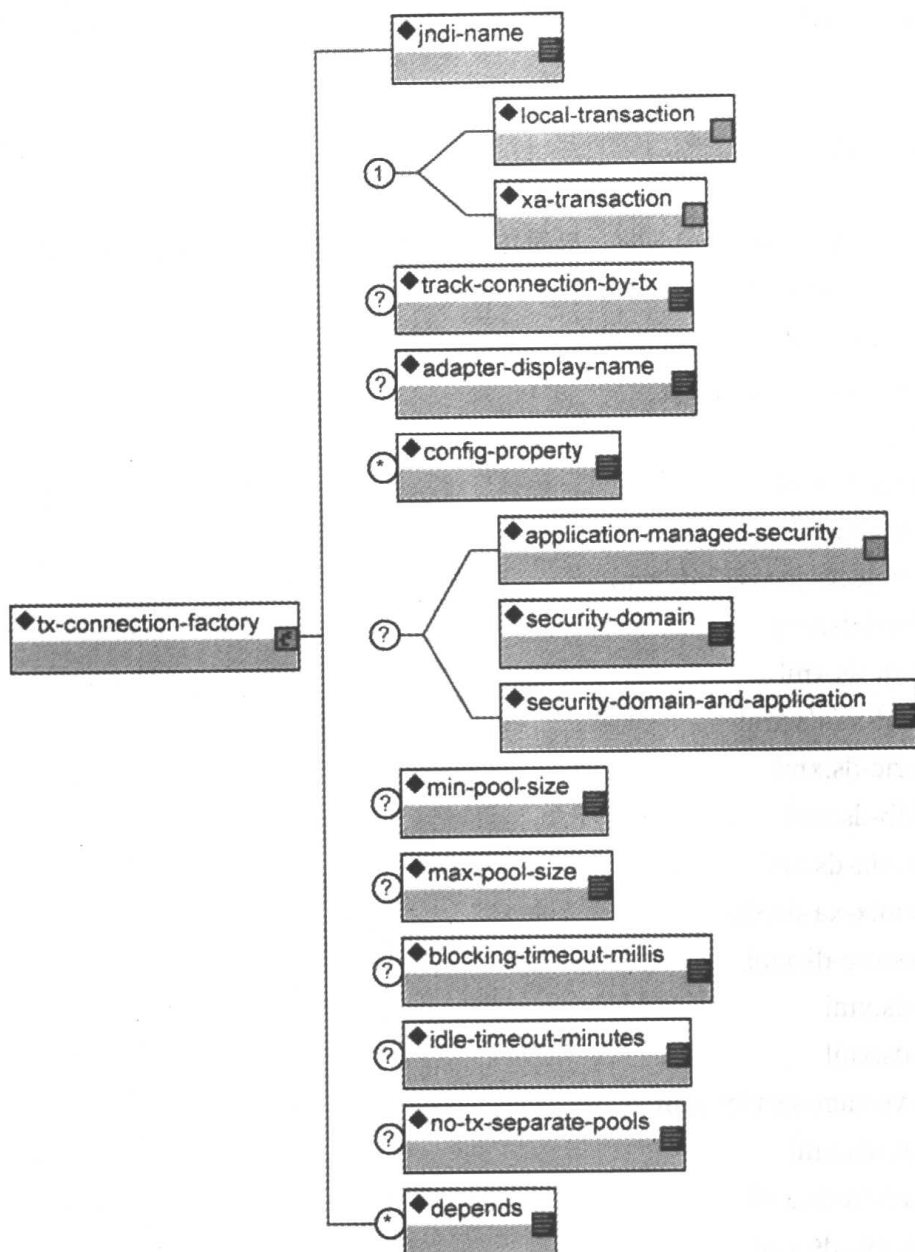 jndi-name
local-transaction
1
xa-transaction
? track-connection-by-tx
? adapter-display-name
* config-property
application-managed-security
tx-connection-factory
?
security-domain
security-domain-and-application
? min-pool-size
? max-pool-size
? blocking-timeout-millis
? idle-timeout-minutes
? no-tx-separate-pools
* depends